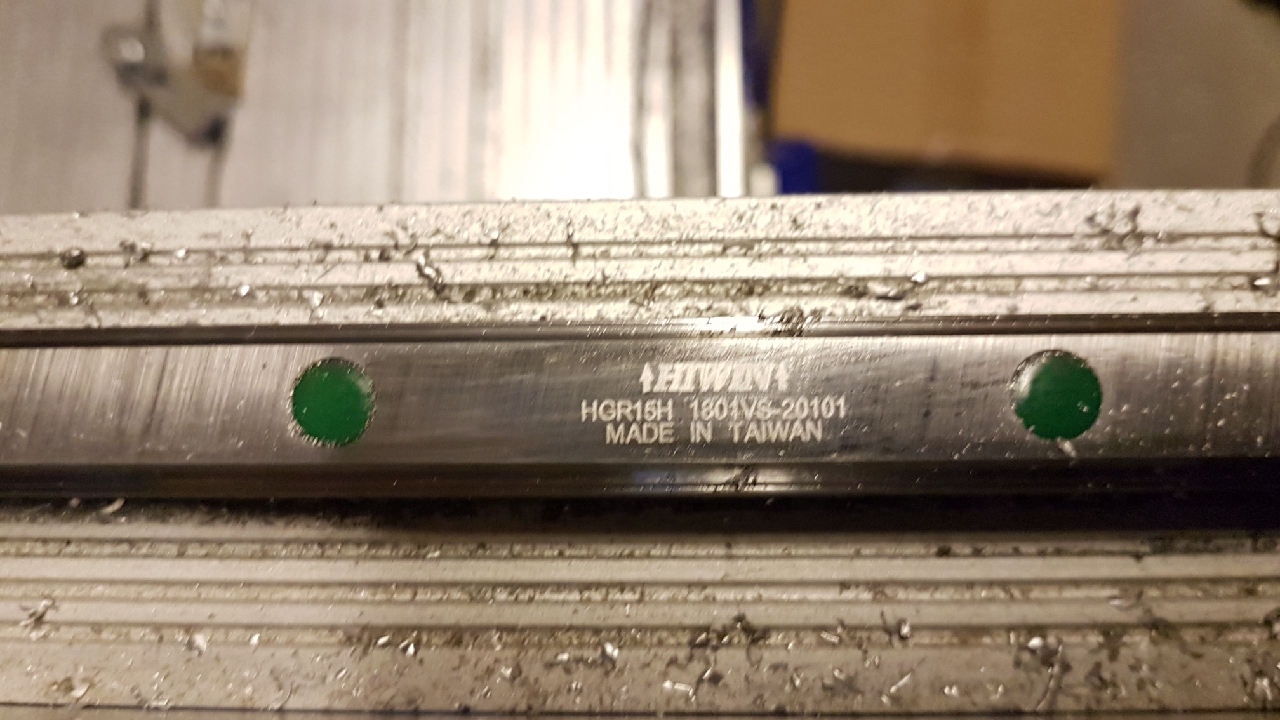 HIWIN
HGR15H 1801VS-20101
MADE IN TAIWAN